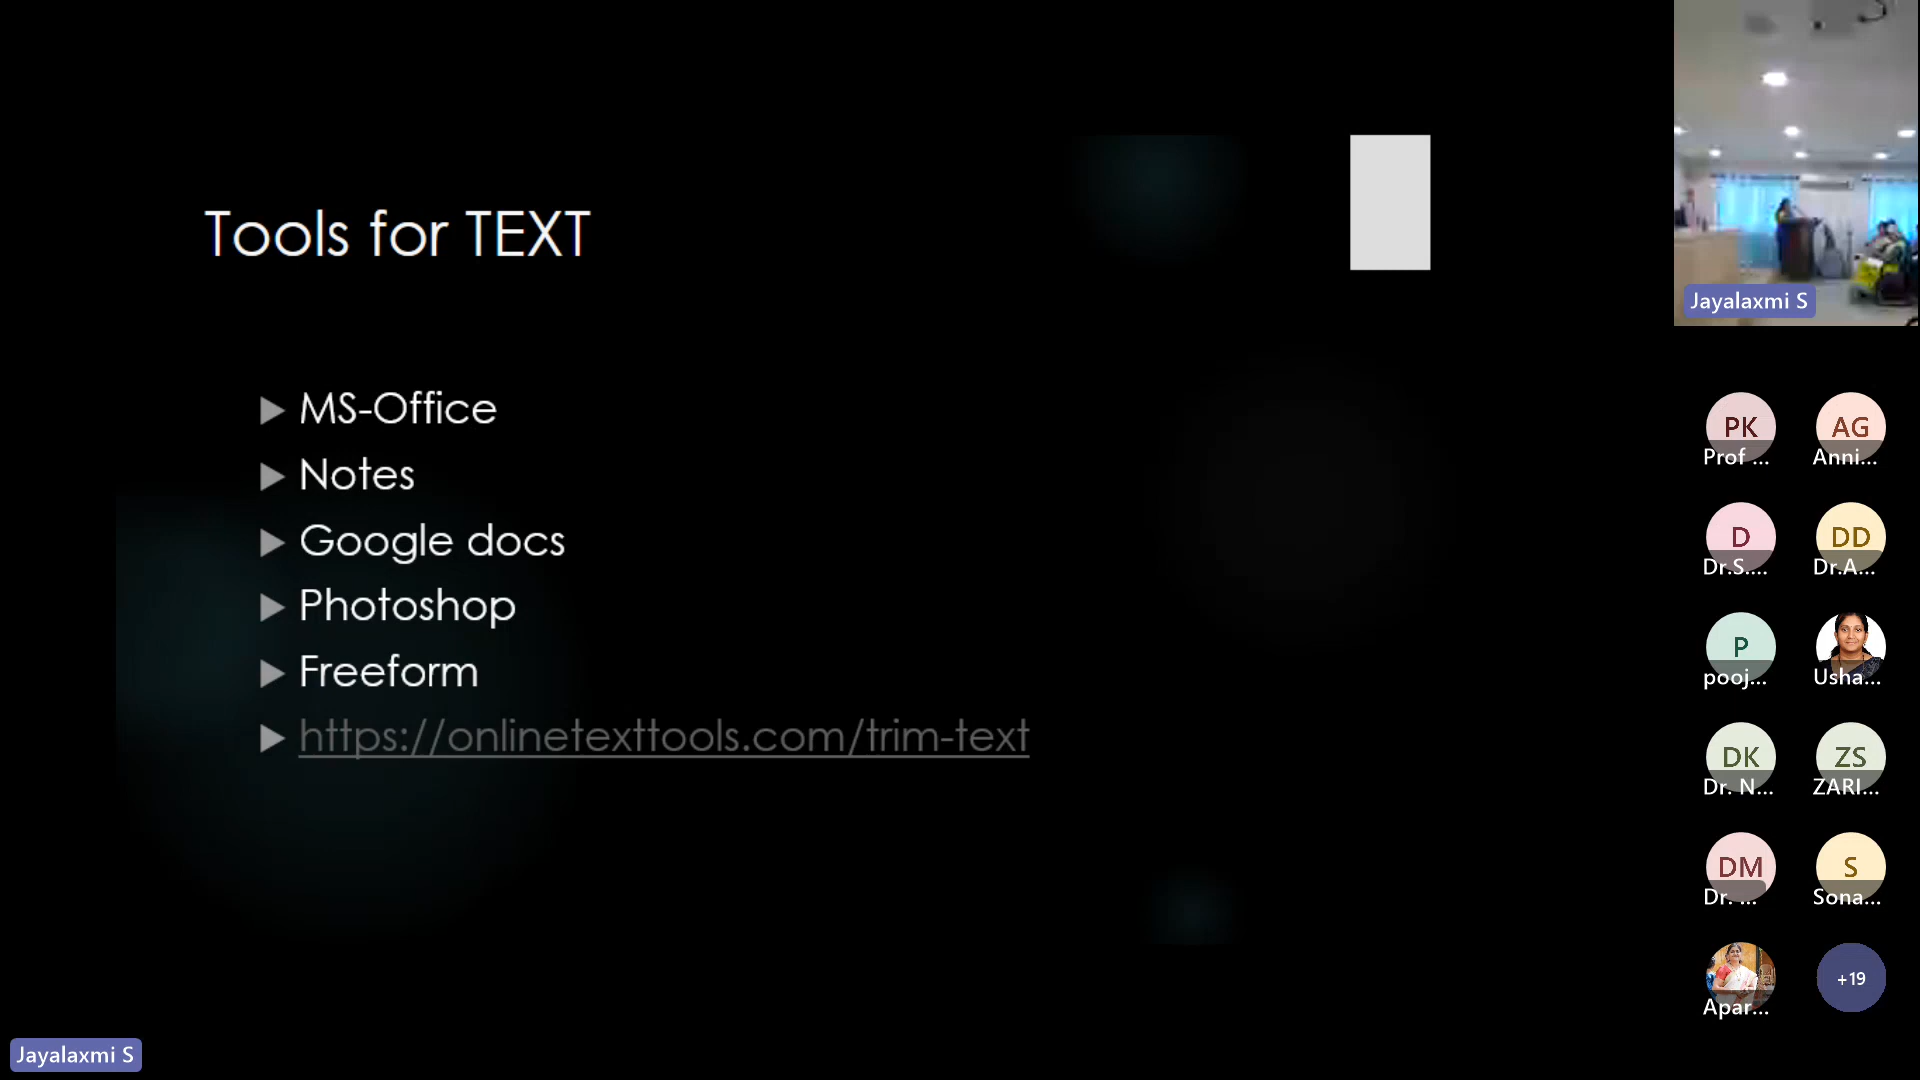 Tools for TEXT
MS-Office
Notes
Google docs
Photoshop
Freeform
https://onlinetexttools.com/trim-text
Jayalaxmi S
PK
Prof ...
AG
Anni...
D
Dr.S....
DD
Dr.A...
P
pooj...
Usha...
DK
Dr. N...
ZS
ZARI...
DM
Dr. ...
S
Sona...
Apar...
+19
Jayalaxmi S